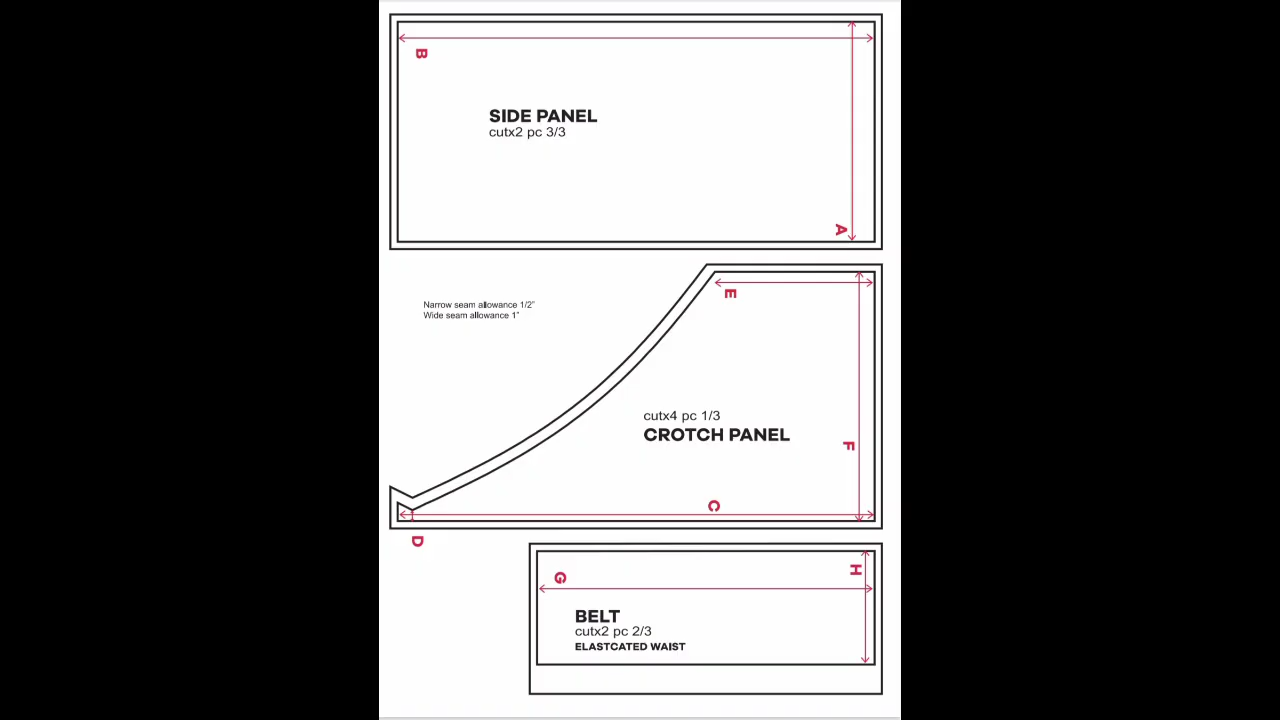 B
SIDE PANEL
cutx2 pc 3/3
A
E
Narrow seam allowance 1/2"
Wide seam allowance 1"
cutx4 pc 1/3
CROTCH PANEL
F
C
D
H
G
BELT
cutx2 pc 2/3
ELASTCATED WAIST